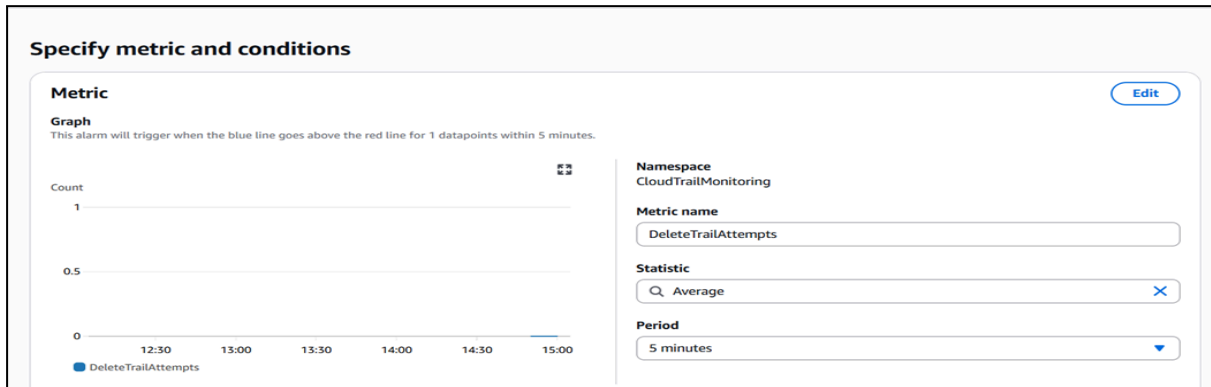 Specify metric and conditions
Metric
Edit
Graph
This alarm will trigger when the blue line goes above the red line for 1 datapoints within 5 minutes.
Count
1
0.5
0
12:30 13:00 13:30 14:00 14:30 15:00
DeleteTrailAttempts
Namespace
CloudTrailMonitoring
Metric name
DeleteTrailAttempts
Statistic
Average
Period
5 minutes